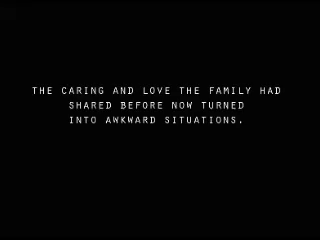 THE CARING AND LOVE THE FAMILY HAD
SHARED BEFORE NOW TURNED
INTO AWKWARD SITUATIONS.